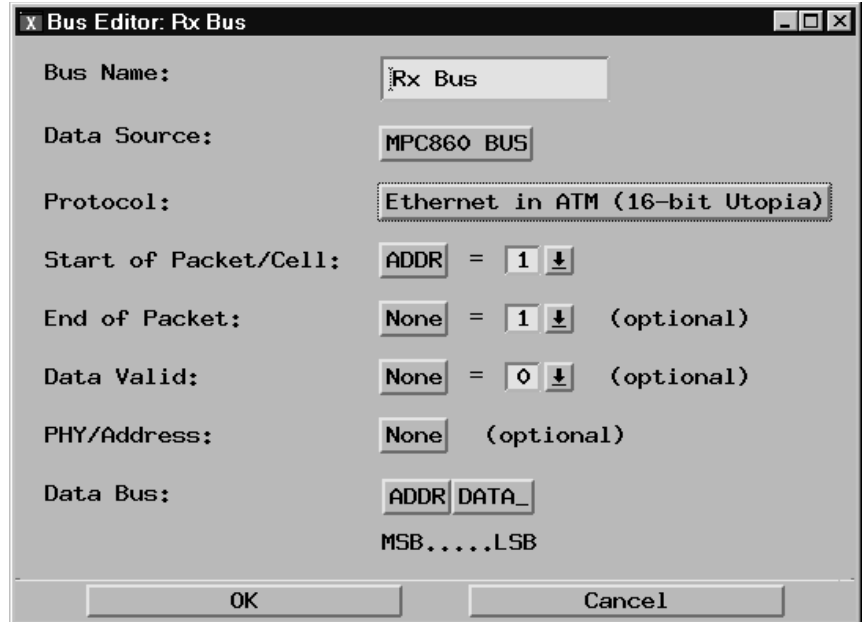 X Bus Editor: Rx Bus
Bus Name: Rx Bus
Data Source: MPC860 BUS
Protocol: Ethernet in ATM (16-bit Utopia)
Start of Packet/Cell: ADDR = 1
End of Packet: None = 1 (optional)
Data Valid: None = 0 (optional)
PHY/Address: None (optional)
Data Bus: ADDR DATA_
MSB.....LSB
OK Cancel